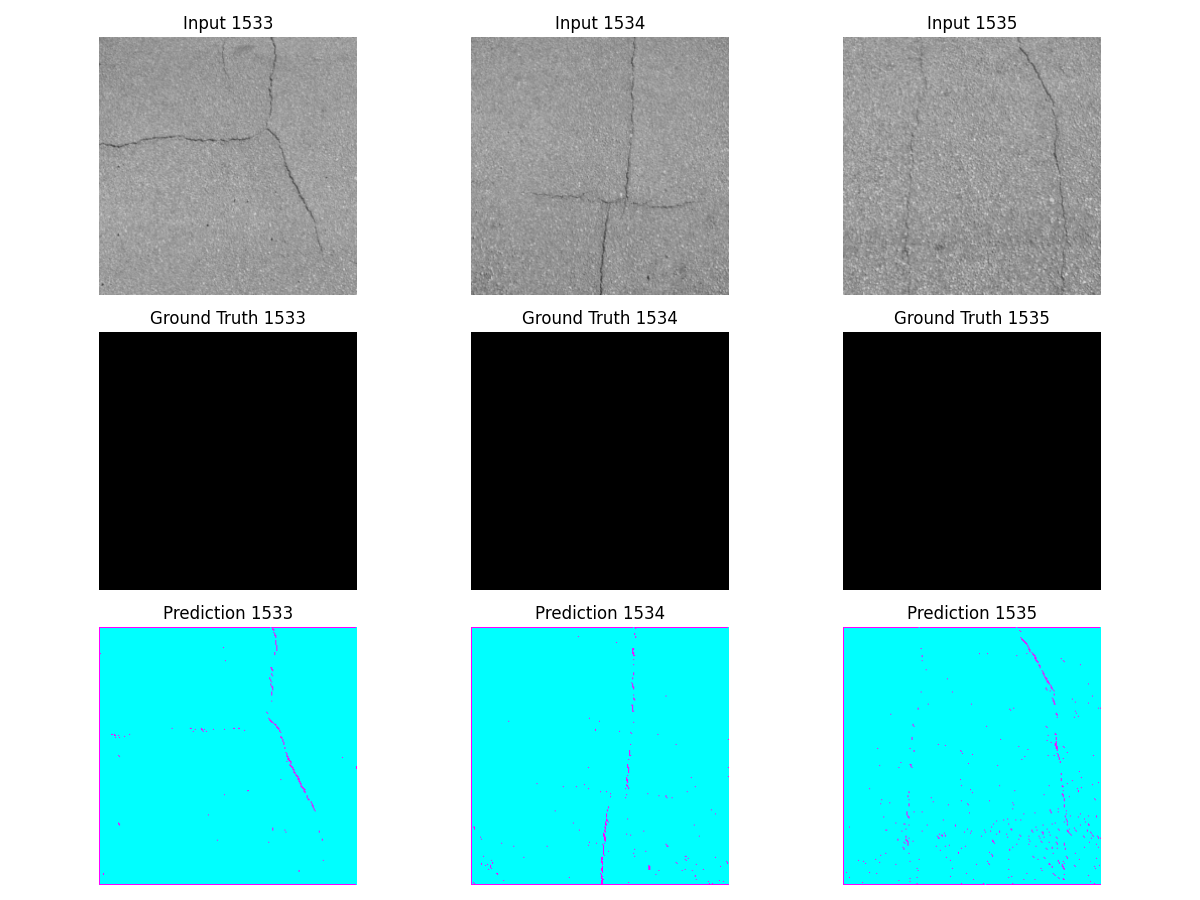 Input 1533
Input 1534
Input 1535
Ground Truth 1533
Ground Truth 1534
Ground Truth 1535
Prediction 1533
Prediction 1534
Prediction 1535